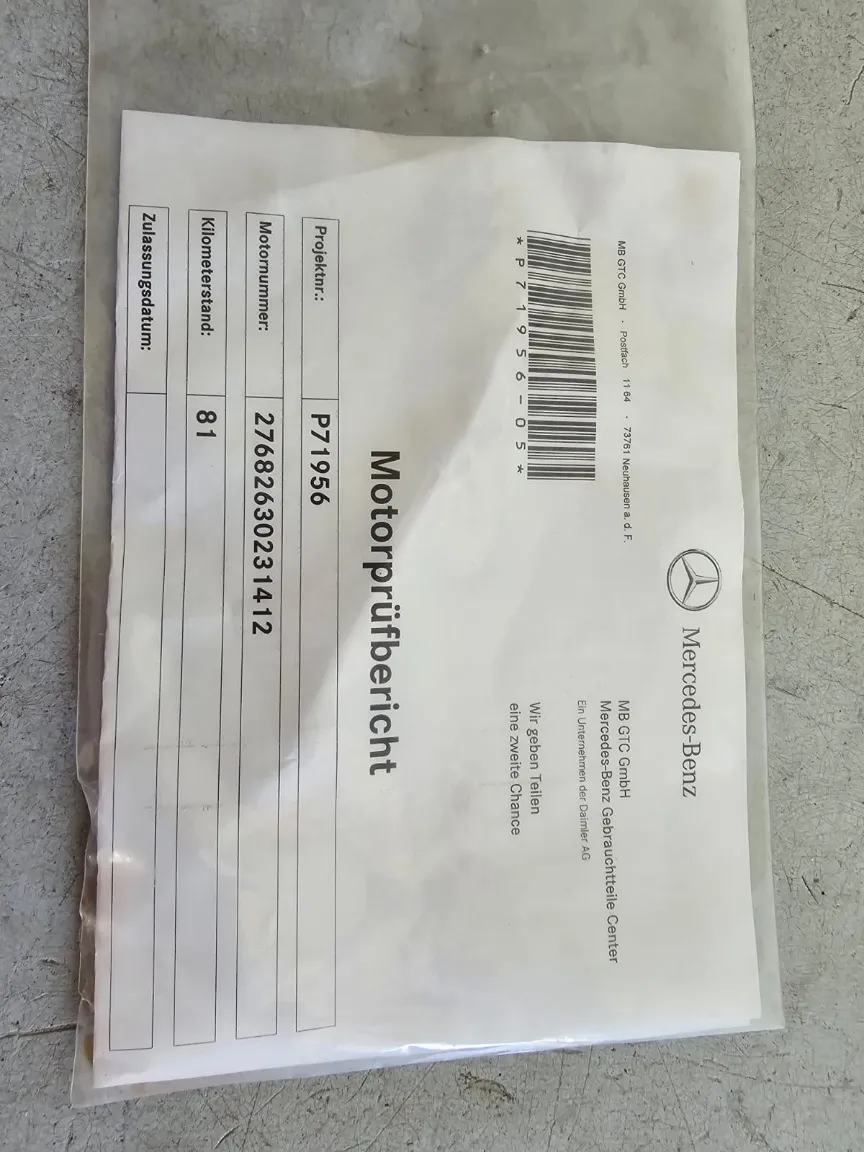 Mercedes-Benz
MB GTC GmbH · Postfach 11 64 · 73761 Neuhausen a. d. F.
MB GTC GmbH
Mercedes-Benz Gebrauchtteile Center
Ein Unternehmen der Daimler AG
*P71956-05*
Wir geben Teilen
eine zweite Chance
Motorprüfbericht
Projektnr.: P71956
Motornummer: 27682630231412
Kilometerstand: 81
Zulassungsdatum: